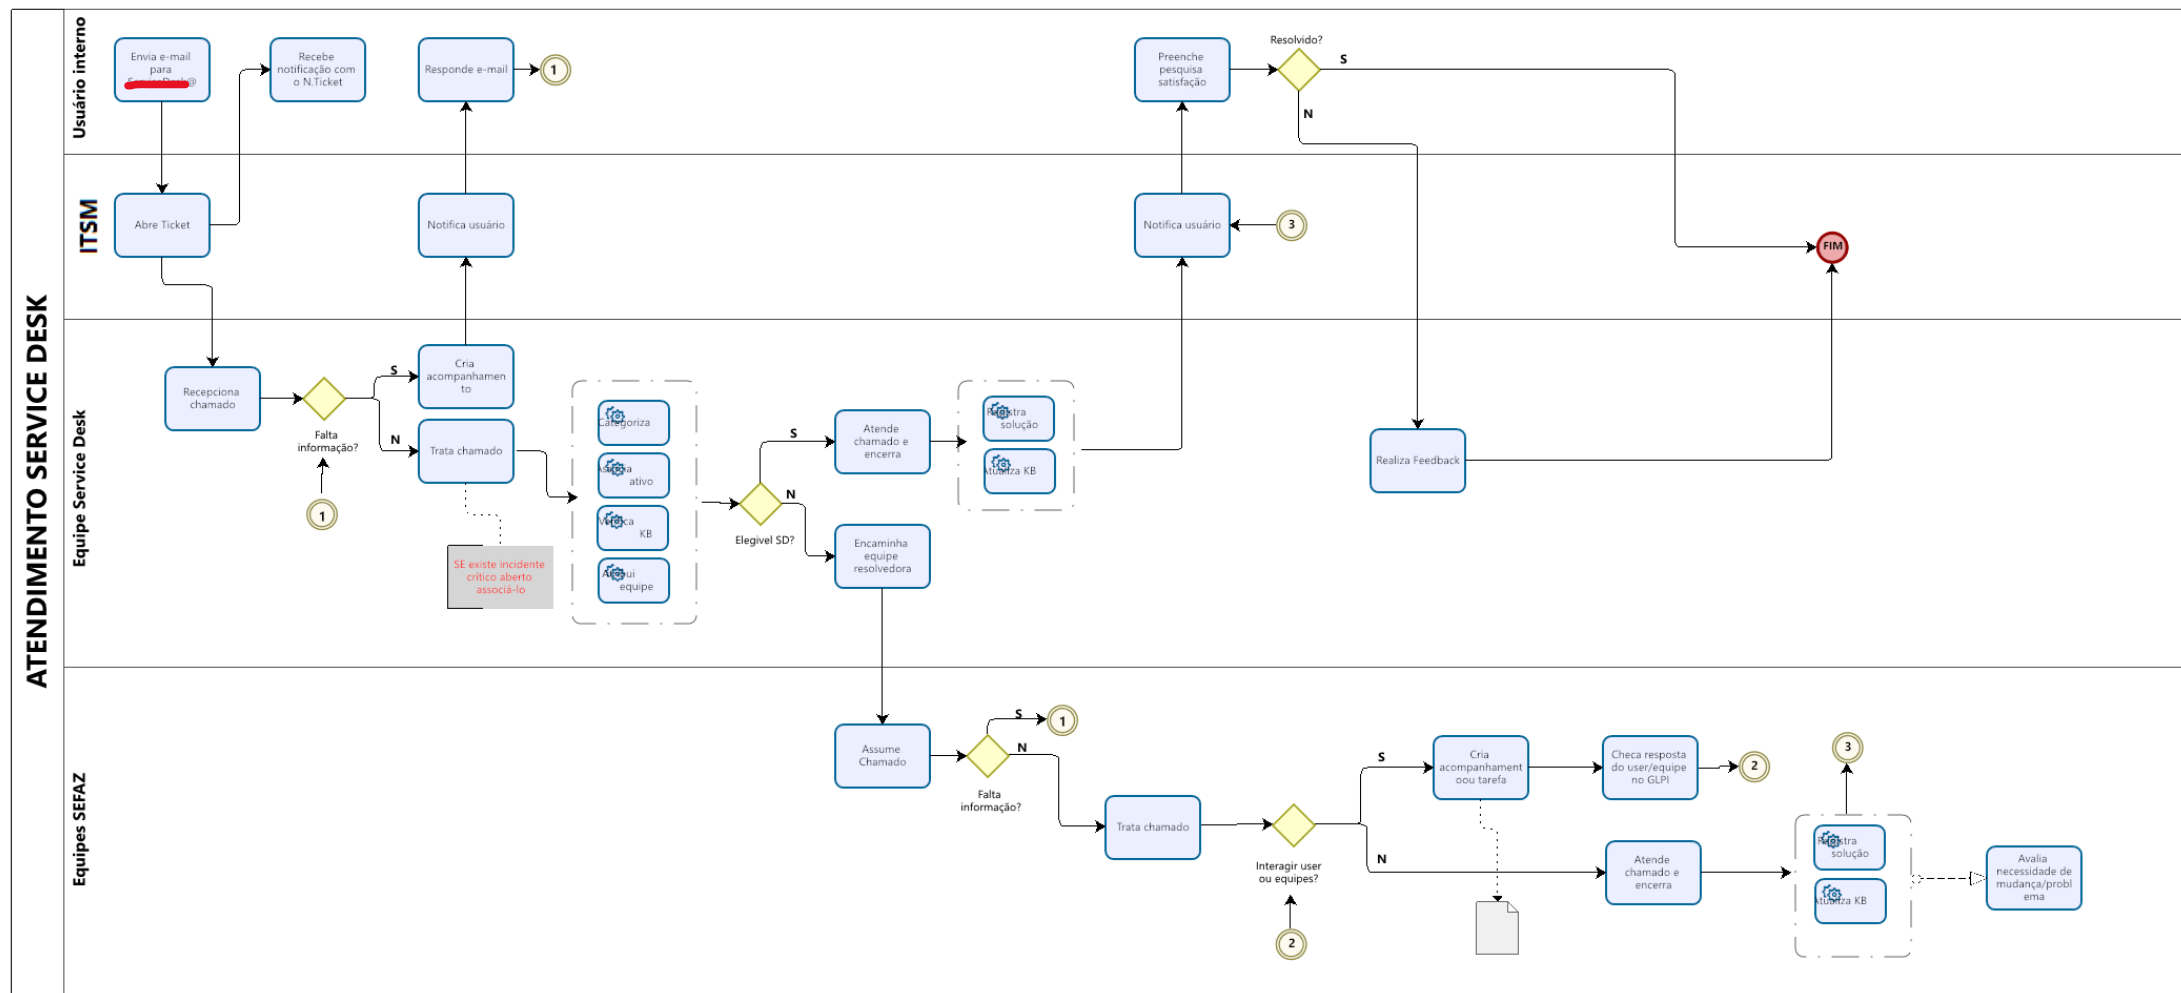 ATENDIMENTO SERVICE DESK
Usuário interno
Envia e-mail
para
Recebe
notificação com
o N.Ticket
Responde e-mail
1
Preenche
pesquisa
satisfação
Resolvido?
S
N
ITSM
Abre Ticket
Notifica usuário
Notifica usuário
3
FIM
Equipe Service Desk
Recepciona
chamado
Falta
informação?
1
S
N
Cria
acompanhamen
to
Trata chamado
SE existe incidente
crítico aberto
associá-lo
Categoriza
ativo
KB
equipe
Elegivel SD?
S
N
Atende
chamado e
encerra
Encaminha
equipe
resolvedora
solução
Atualiza KB
Realiza Feedback
Equipes SEFAZ
Assume
Chamado
Falta
informação?
S
1
N
Trata chamado
Interagir user
ou equipes?
2
S
N
Cria
acompanhament
oou tarefa
Checa resposta
do user/equipe
no GLPI
2
Atende
chamado e
encerra
3
solução
Atualiza KB
Avalia
necessidade de
mudança/probl
ema